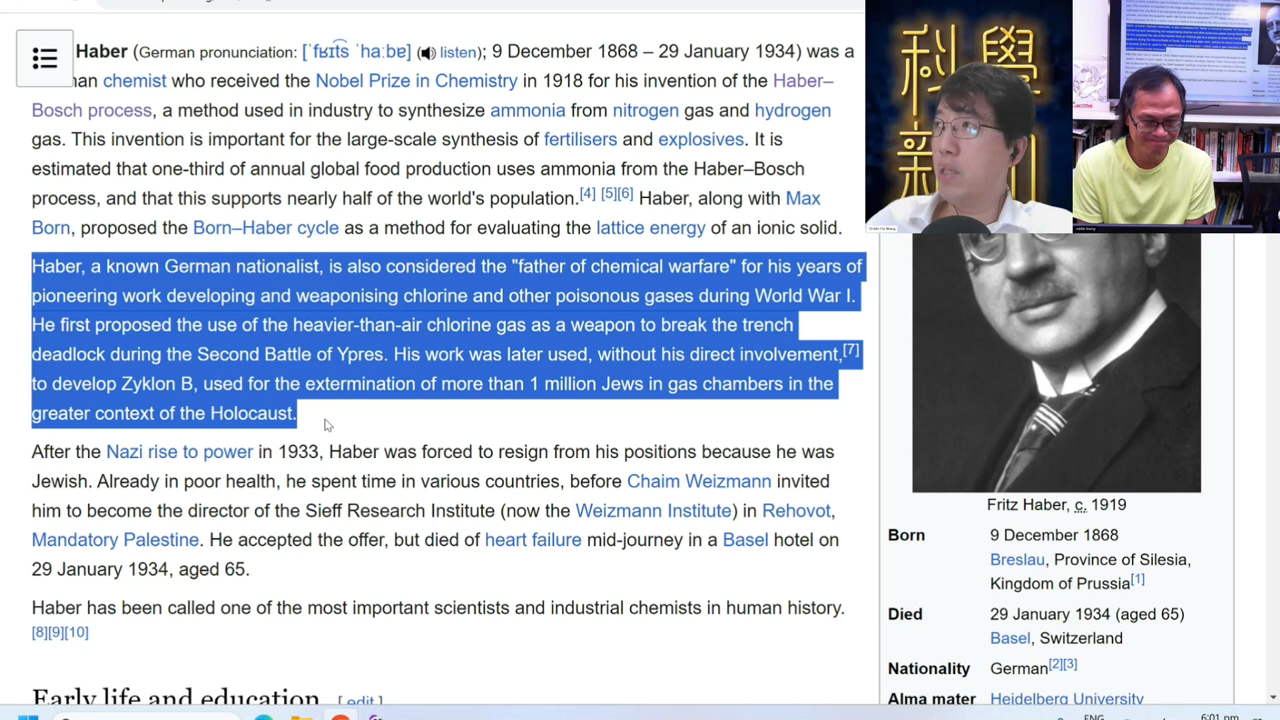 Haber (German pronunciation: [ˈfʁɪts ˈhaːbɐ]
ember 1868 – 29 January 1934) was a
an chemist who received the Nobel Prize in Chemistry in 1918 for his invention of the Haber–
Bosch process, a method used in industry to synthesize ammonia from nitrogen gas and hydrogen
gas. This invention is important for the large-scale synthesis of fertilisers and explosives. It is
estimated that one-third of annual global food production uses ammonia from the Haber–Bosch
process, and that this supports nearly half of the world's population.[4] [5][6] Haber, along with Max
Born, proposed the Born–Haber cycle as a method for evaluating the lattice energy of an ionic solid.
Haber, a known German nationalist, is also considered the "father of chemical warfare" for his years of
pioneering work developing and weaponising chlorine and other poisonous gases during World War I.
He first proposed the use of the heavier-than-air chlorine gas as a weapon to break the trench
deadlock during the Second Battle of Ypres. His work was later used, without his direct involvement,[7]
to develop Zyklon B, used for the extermination of more than 1 million Jews in gas chambers in the
greater context of the Holocaust.
After the Nazi rise to power in 1933, Haber was forced to resign from his positions because he was
Jewish. Already in poor health, he spent time in various countries, before Chaim Weizmann invited
him to become the director of the Sieff Research Institute (now the Weizmann Institute) in Rehovot,
Mandatory Palestine. He accepted the offer, but died of heart failure mid-journey in a Basel hotel on
29 January 1934, aged 65.
Haber has been called one of the most important scientists and industrial chemists in human history.
[8][9][10]
Early life and education [ edit ]
科學
新
Fritz Haber, c. 1919
Born 9 December 1868
Breslau, Province of Silesia,
Kingdom of Prussia[1]
Died 29 January 1934 (aged 65)
Basel, Switzerland
Nationality German[2][3]
Alma mater Heidelberg University
ENG
6:01 pm